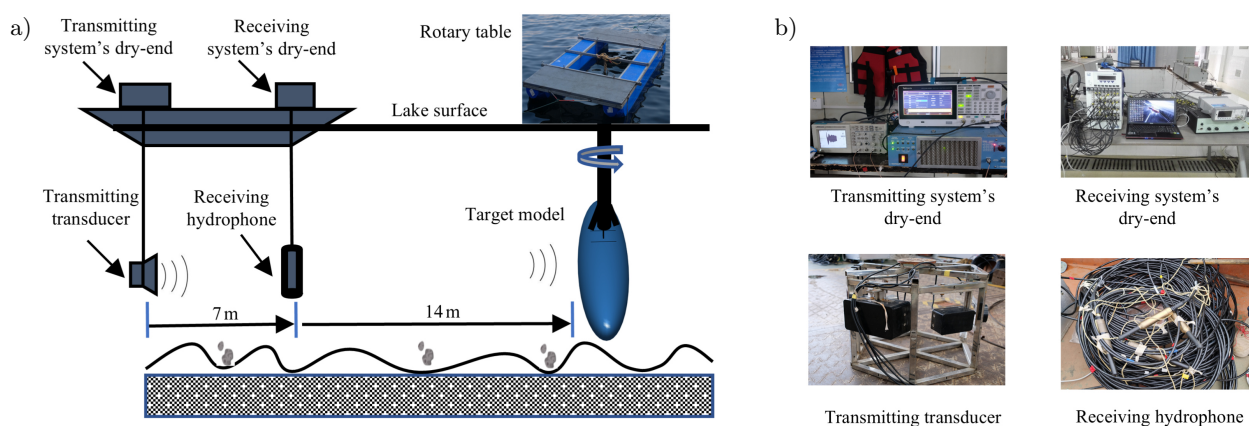 a)
Transmitting
system's dry-end
Receiving
system's dry-end
Rotary table
Lake surface
Transmitting
transducer
Receiving
hydrophone
Target model
7 m
14 m
b)
Transmitting system's
dry-end
Receiving system's
dry-end
Transmitting transducer
Receiving hydrophone